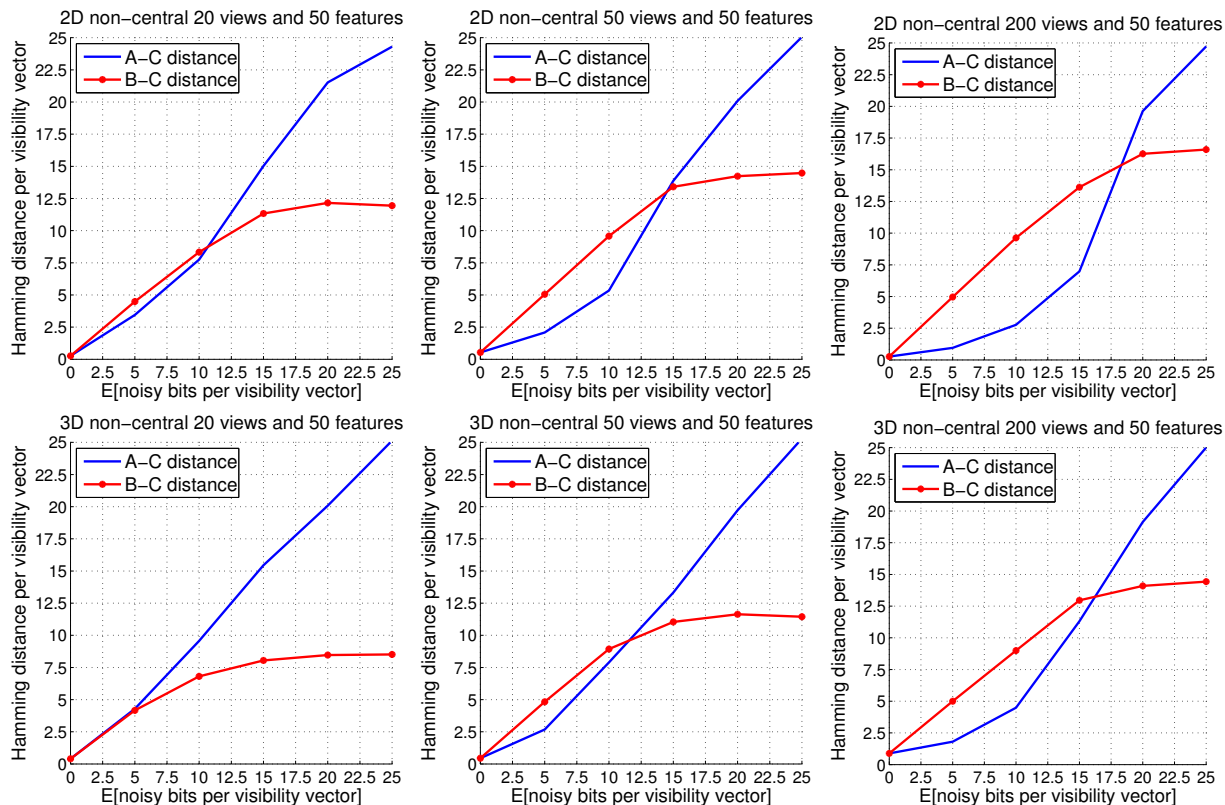 2D non−central 20 views and 50 features
2D non−central 50 views and 50 features
2D non−central 200 views and 50 features
Hamming distance per visibility vector
25
22.5
20
17.5
15
12.5
10
7.5
5
2.5
0
A−C distance
B−C distance
0 2.5 5 7.5 10 12.5 15 17.5 20 22.5 25
E[noisy bits per visibility vector]
Hamming distance per visibility vector
25
22.5
20
17.5
15
12.5
10
7.5
5
2.5
0
A−C distance
B−C distance
0 2.5 5 7.5 10 12.5 15 17.5 20 22.5 25
E[noisy bits per visibility vector]
Hamming distance per visibility vector
25
22.5
20
17.5
15
12.5
10
7.5
5
2.5
0
A−C distance
B−C distance
0 2.5 5 7.5 10 12.5 15 17.5 20 22.5 25
E[noisy bits per visibility vector]
3D non−central 20 views and 50 features
3D non−central 50 views and 50 features
3D non−central 200 views and 50 features
Hamming distance per visibility vector
25
22.5
20
17.5
15
12.5
10
7.5
5
2.5
0
A−C distance
B−C distance
0 2.5 5 7.5 10 12.5 15 17.5 20 22.5 25
E[noisy bits per visibility vector]
Hamming distance per visibility vector
25
22.5
20
17.5
15
12.5
10
7.5
5
2.5
0
A−C distance
B−C distance
0 2.5 5 7.5 10 12.5 15 17.5 20 22.5 25
E[noisy bits per visibility vector]
Hamming distance per visibility vector
25
22.5
20
17.5
15
12.5
10
7.5
5
2.5
0
A−C distance
B−C distance
0 2.5 5 7.5 10 12.5 15 17.5 20 22.5 25
E[noisy bits per visibility vector]